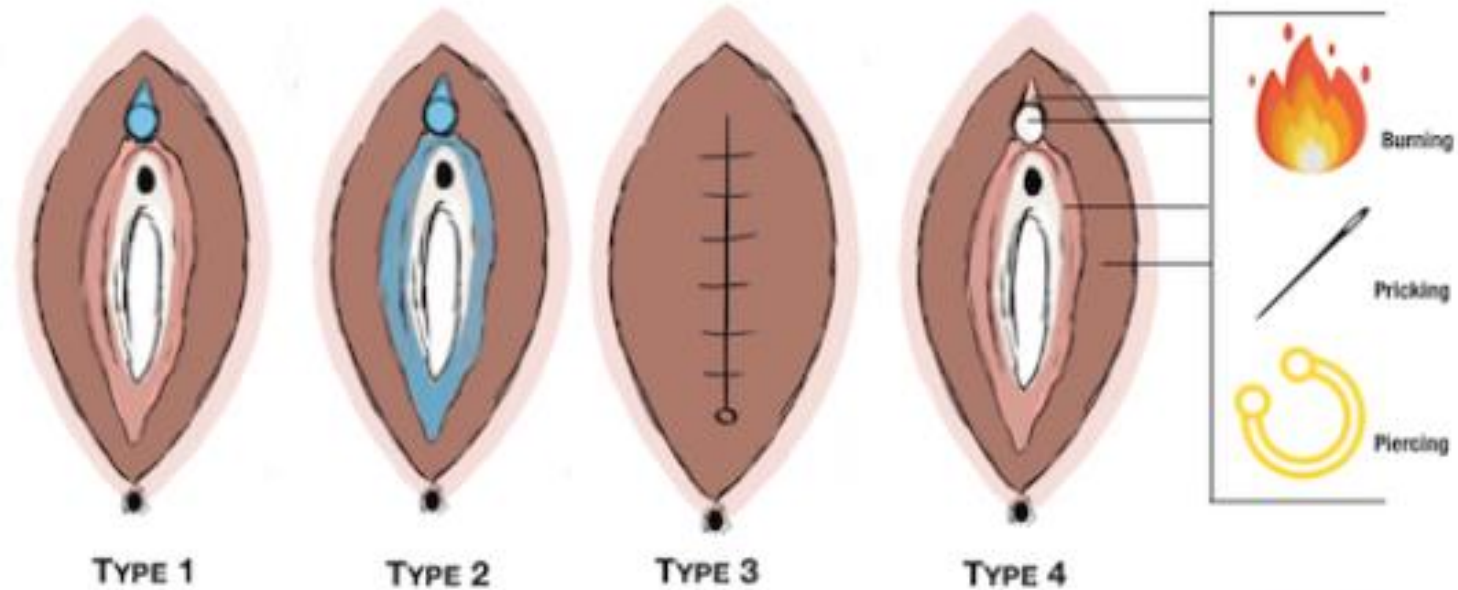 Burning
Pricking
Piercing
TYPE 1
TYPE 2
TYPE 3
TYPE 4